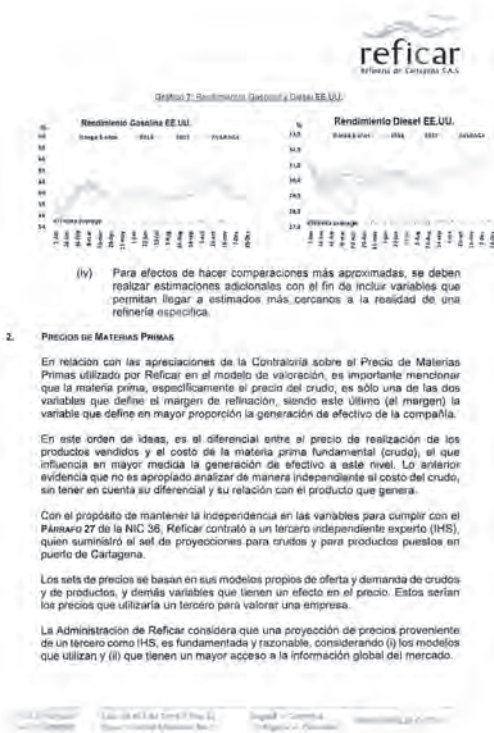 reficar
Refinería de Cartagena S.A.S
Gráfico 7: Rendimientos Gasolina y Diesel EE.UU.
Rendimiento Gasolina EE.UU.
Rendimiento Diesel EE.UU.
(iv) Para efectos de hacer comparaciones más aproximadas, se deben
realizar estimaciones adicionales con el fin de incluir variables que
permitan llegar a estimados más cercanos a la realidad de una
refinería específica.
2. PRECIOS DE MATERIAS PRIMAS
En relación con las apreciaciones de la Contraloría sobre el Precio de Materias
Primas utilizado por Reficar en el modelo de valoración, es importante mencionar
que la materia prima, específicamente el precio del crudo, es sólo una de las dos
variables que define el margen de refinación, siendo este último (el margen) la
variable que define en mayor proporción la generación de efectivo de la compañía.
En este orden de ideas, es el diferencial entre el precio de realización de los
productos vendidos y el costo de la materia prima fundamental (crudo), el que
influencia en mayor medida la generación de efectivo a este nivel. Lo anterior
evidencia que no es apropiado analizar de manera independiente el costo del crudo,
sin tener en cuenta su diferencial y su relación con el producto que genera.
Con el propósito de mantener la independencia en las variables para cumplir con el
PÁRRAFO 27 de la NIC 36, Reficar contrató a un tercero independiente experto (IHS),
quien suministró el set de proyecciones para crudos y para productos puestos en
puerto de Cartagena.
Los sets de precios se basan en sus modelos propios de oferta y demanda de crudos
y de productos, y demás variables que tienen un efecto en el precio. Estos serían
los precios que utilizaría un tercero para valorar una empresa.
La Administración de Reficar considera que una proyección de precios proveniente
de un tercero como IHS, es fundamentada y razonable, considerando (i) los modelos
que utilizan y (ii) que tienen un mayor acceso a la información global del mercado.